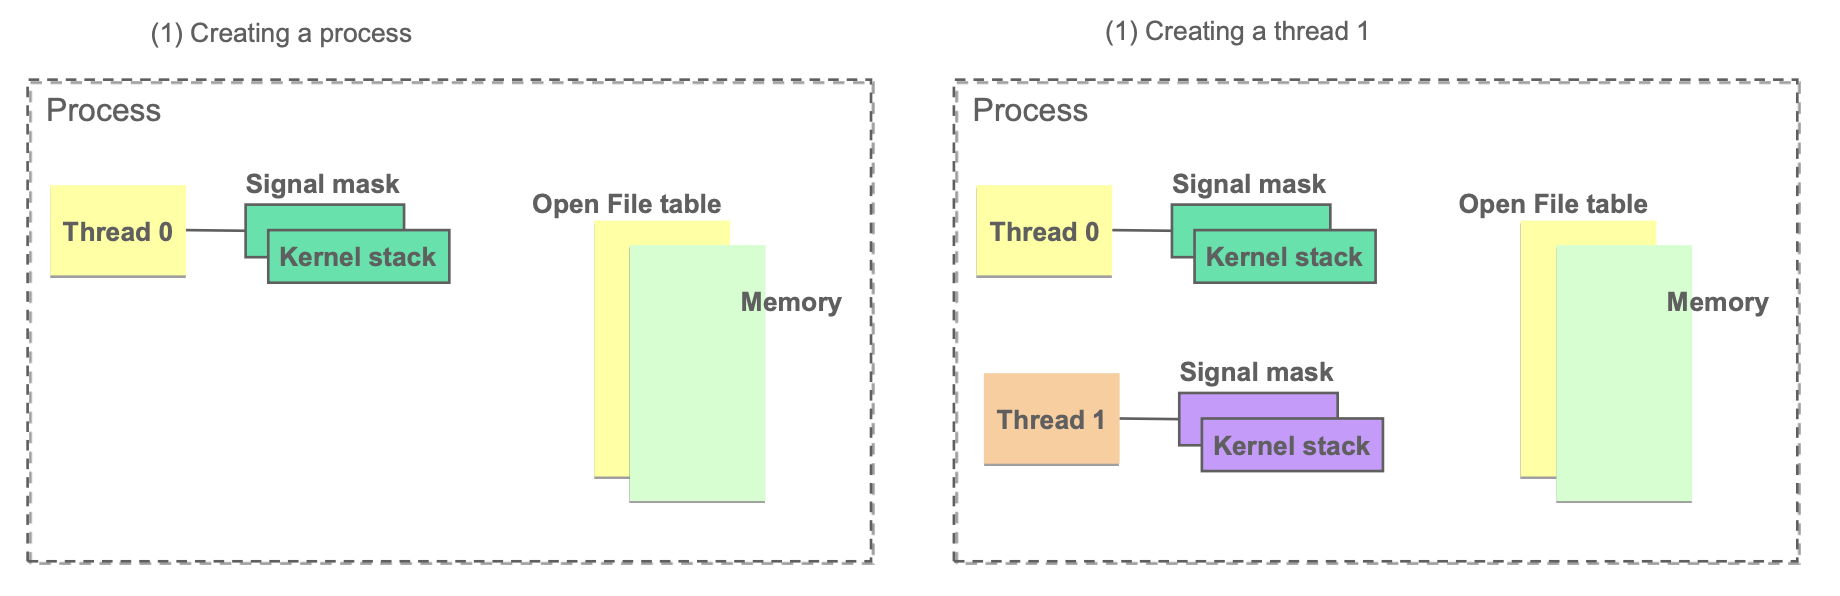 (1) Creating a process
Process
Signal mask
Thread 0
Kernel stack
Open File table
Memory
(1) Creating a thread 1
Process
Signal mask
Thread 0
Kernel stack
Open File table
Memory
Signal mask
Thread 1
Kernel stack